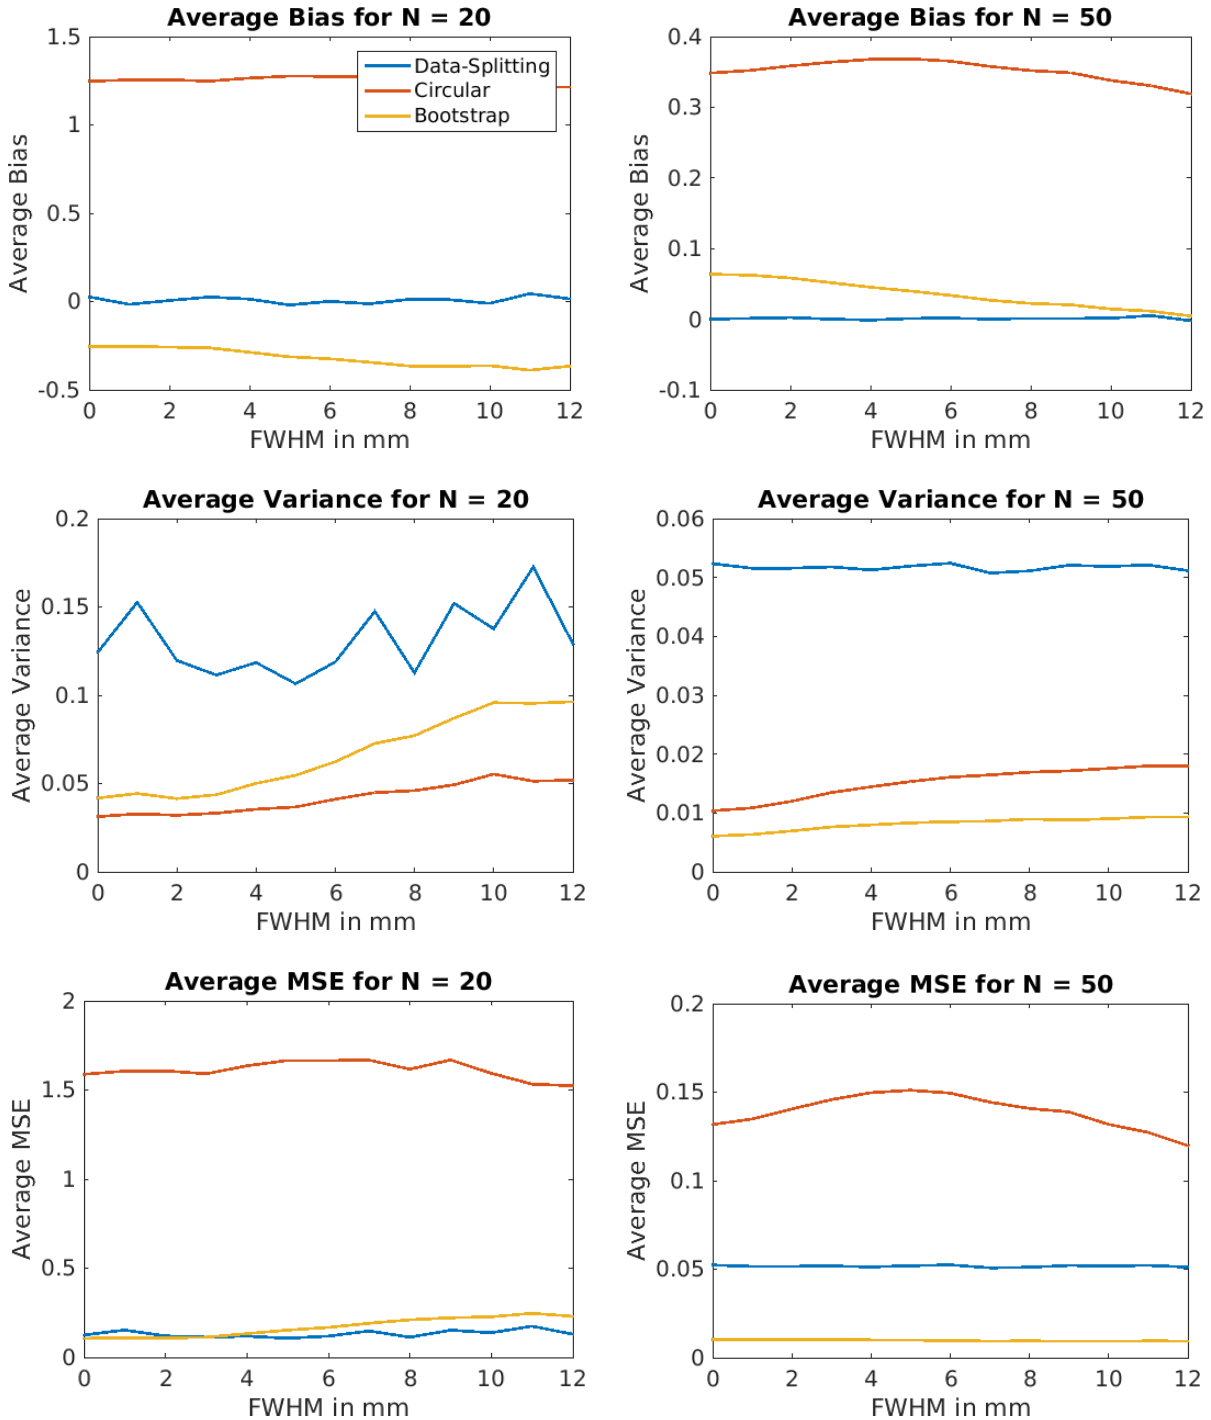 Average Bias for N = 20
1.5
1
0.5
0
-0.5
Average Bias
Data-Splitting
Circular
Bootstrap
0 2 4 6 8 10 12
FWHM in mm
Average Bias for N = 50
0.4
0.3
0.2
0.1
0
-0.1
Average Bias
0 2 4 6 8 10 12
FWHM in mm
Average Variance for N = 20
0.2
0.15
0.1
0.05
0
Average Variance
0 2 4 6 8 10 12
FWHM in mm
Average Variance for N = 50
0.06
0.05
0.04
0.03
0.02
0.01
0
Average Variance
0 2 4 6 8 10 12
FWHM in mm
Average MSE for N = 20
2
1.5
1
0.5
0
Average MSE
0 2 4 6 8 10 12
FWHM in mm
Average MSE for N = 50
0.2
0.15
0.1
0.05
0
Average MSE
0 2 4 6 8 10 12
FWHM in mm